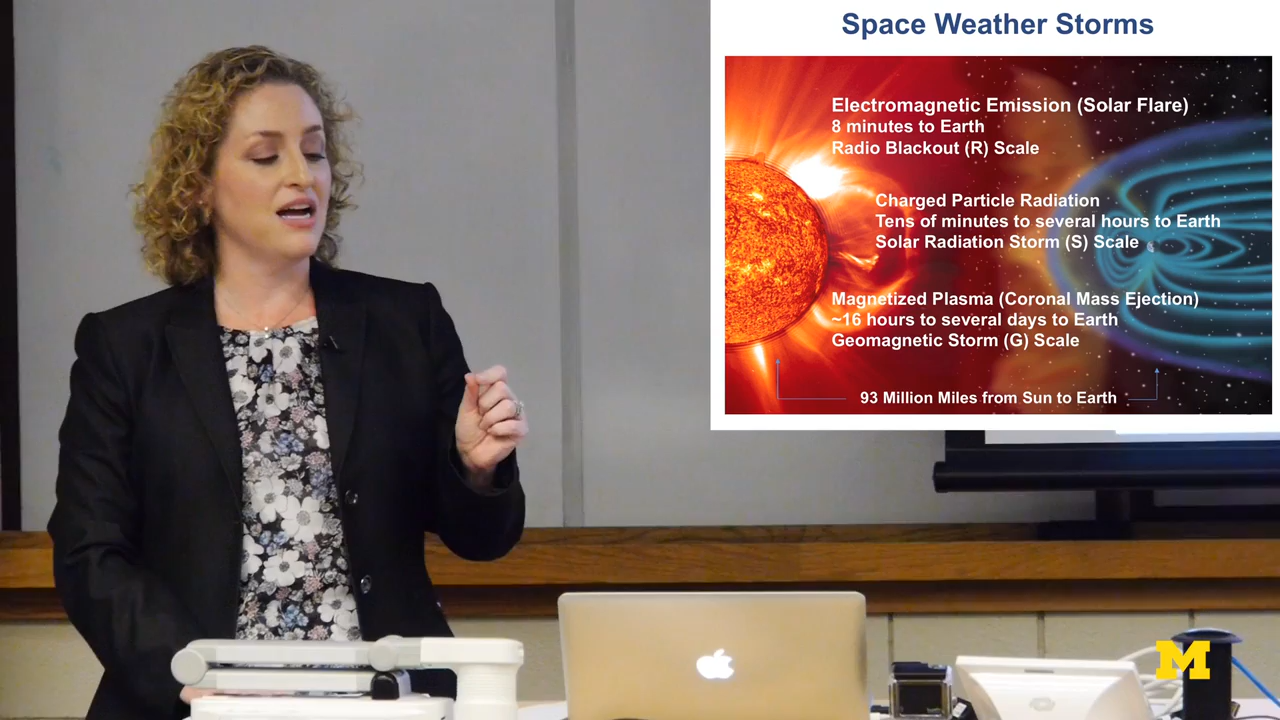 Space Weather Storms
Electromagnetic Emission (Solar Flare)
8 minutes to Earth
Radio Blackout (R) Scale
Charged Particle Radiation
Tens of minutes to several hours to Earth
Solar Radiation Storm (S) Scale
Magnetized Plasma (Coronal Mass Ejection)
~16 hours to several days to Earth
Geomagnetic Storm (G) Scale
93 Million Miles from Sun to Earth
M